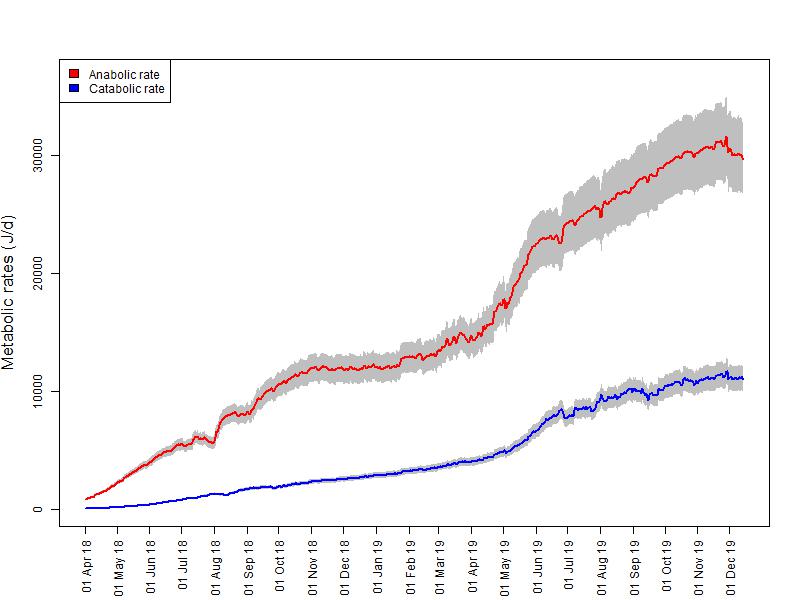 Anabolic rate
Catabolic rate
Metabolic rates (J/d)
30000
20000
10000
0
01 Apr 18
01 May 18
01 Jun 18
01 Jul 18
01 Aug 18
01 Sep 18
01 Oct 18
01 Nov 18
01 Dec 18
01 Jan 19
01 Feb 19
01 Mar 19
01 Apr 19
01 May 19
01 Jun 19
01 Jul 19
01 Aug 19
01 Sep 19
01 Oct 19
01 Nov 19
01 Dec 19